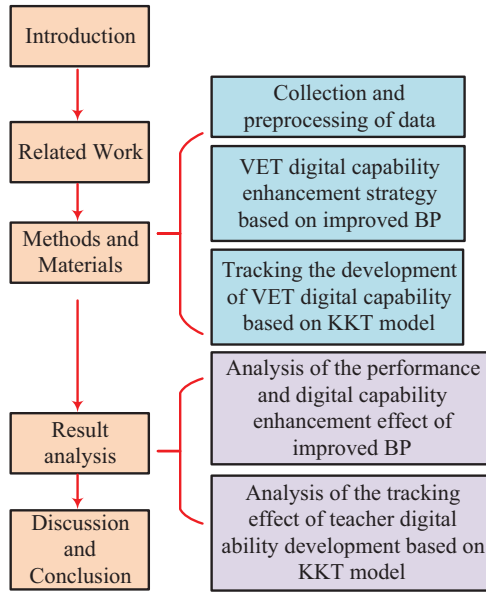 Introduction
Related Work
Methods and
Materials
Collection and
preprocessing of data
VET digital capability
enhancement strategy
based on improved BP
Tracking the development
of VET digital capability
based on KKT model
Result
analysis
Analysis of the performance
and digital capability
enhancement effect of
improved BP
Analysis of the tracking
effect of teacher digital
ability development based on
KKT model
Discussion
and
Conclusion